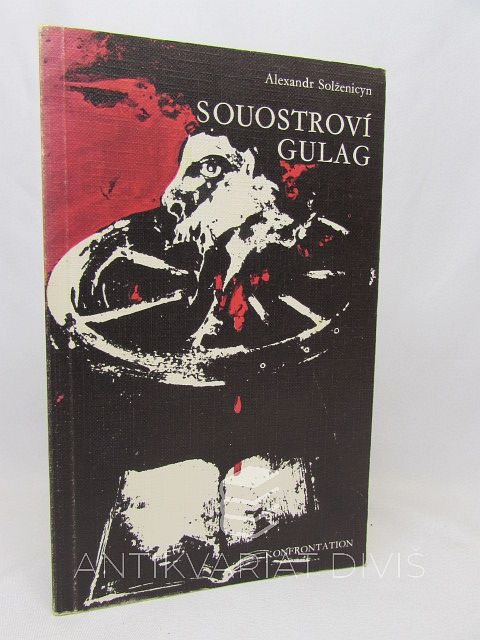 Alexandr Solženicyn
SOUOSTROVÍ
GULAG
KONFRONTATION
ANTIKVARIÁT DIVIŠ